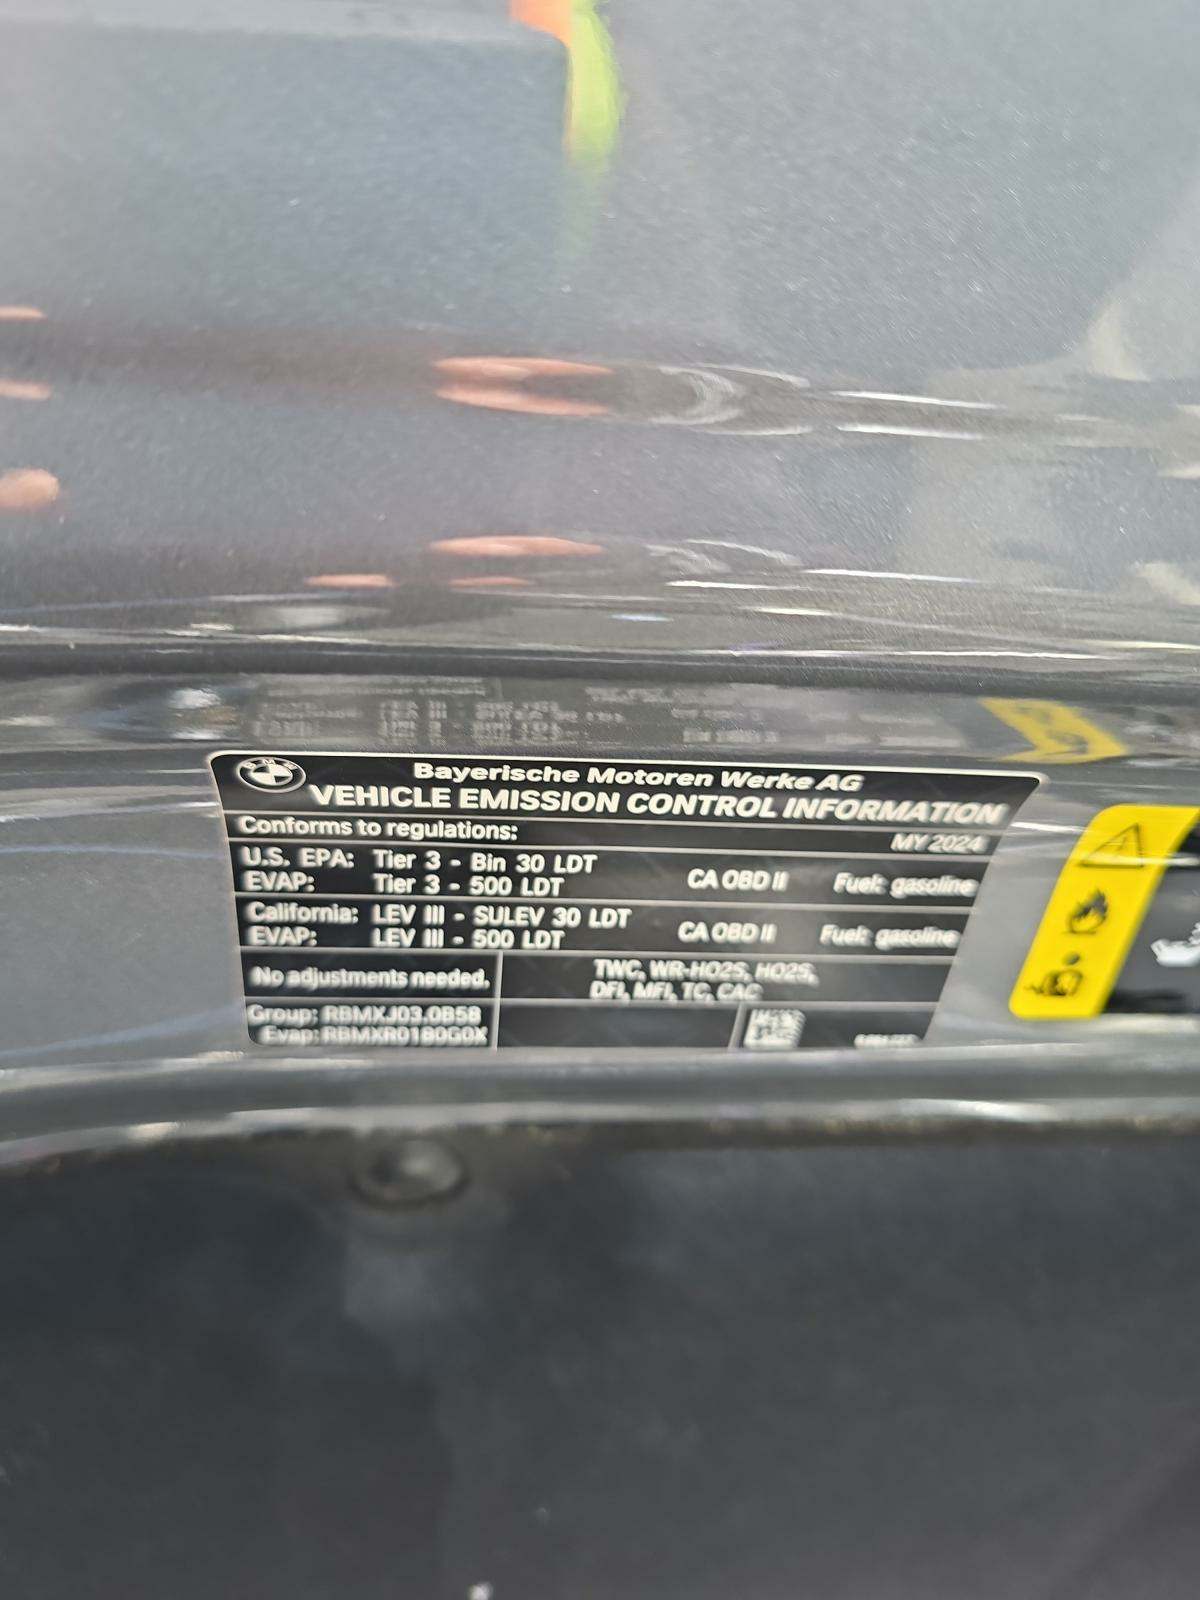 Bayerische Motoren Werke AG
VEHICLE EMISSION CONTROL INFORMATION
Conforms to regulations: MY 2024
U.S. EPA: Tier 3 - Bin 30 LDT
EVAP: Tier 3 - 500 LDT CA OBD II Fuel: gasoline
California: LEV III - SULEV 30 LDT
EVAP: LEV III - 500 LDT CA OBD II Fuel: gasoline
No adjustments needed.
TWC, WR-HO2S, HO2S,
DFI, MFI, TC, CAC
Group: RBMXJ03.0B58
Evap: RBMXR0180G0X